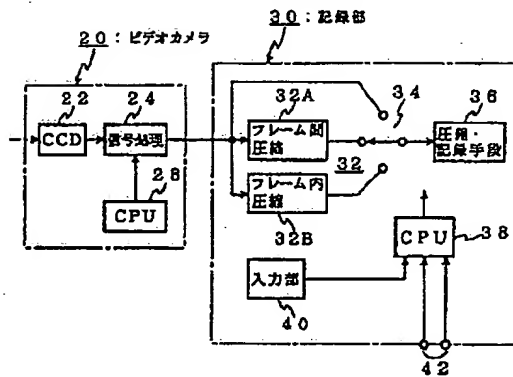 30:記録部
20:ビデオカメラ
22
24
32A
34
36
CCD
信号処理
フレーム間
圧縮
圧縮・
記録手段
28
CPU
32
フレーム内
圧縮
32B
CPU
38
入力部
40
42